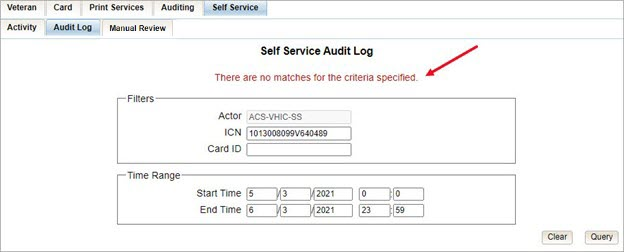 Veteran Card Print Services Auditing Self Service
Activity Audit Log Manual Review
Self Service Audit Log
There are no matches for the criteria specified.
Filters
Actor ACS-VHIC-SS
ICN 1013008099V640489
Card ID
Time Range
Start Time 5 / 3 / 2021 0 : 0
End Time 6 / 3 / 2021 23 : 59
Clear Query